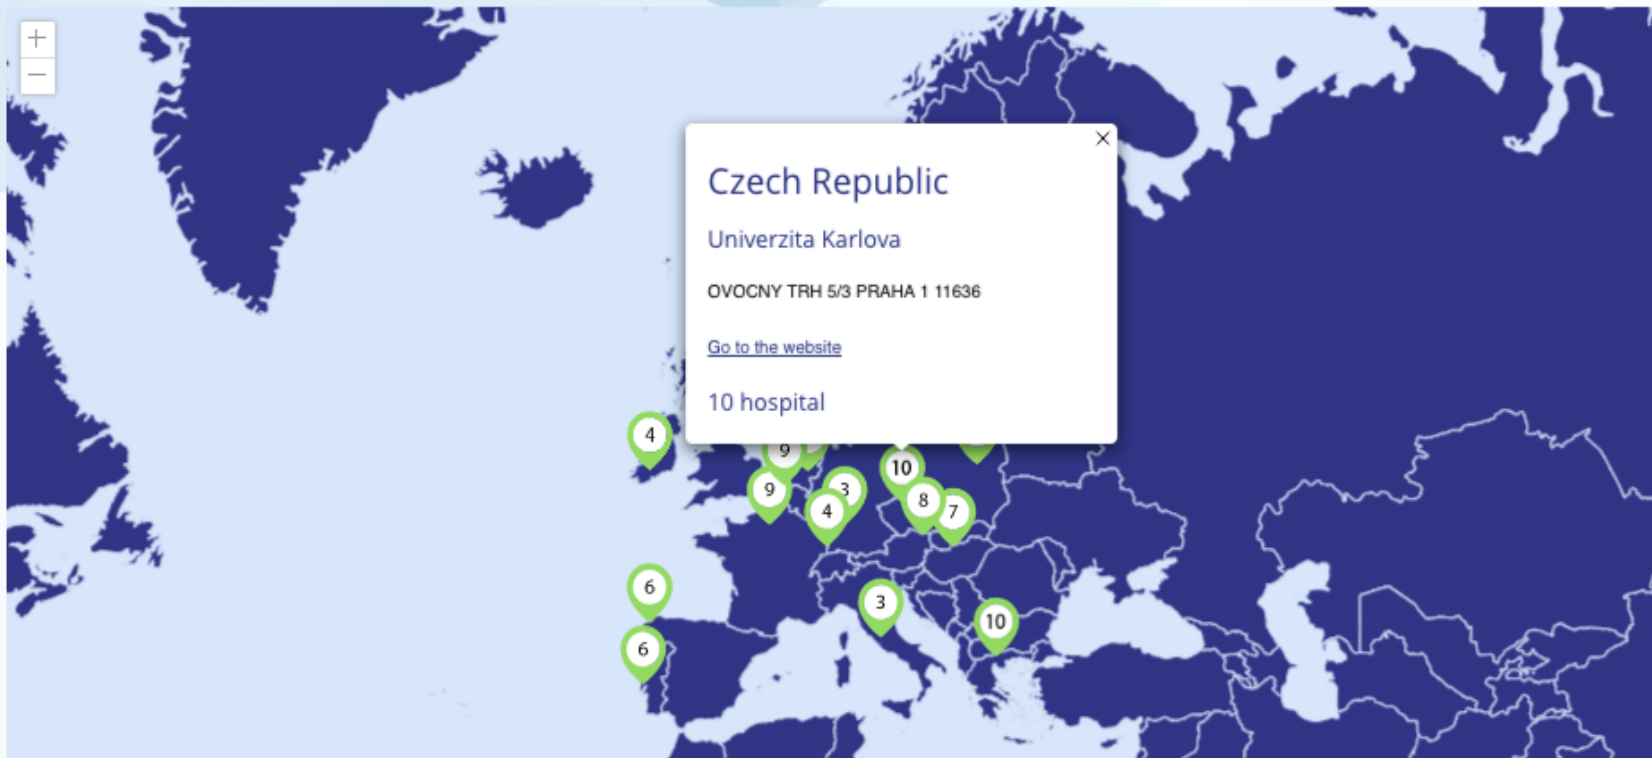 +
−
Czech Republic
Univerzita Karlova
OVOCNY TRH 5/3 PRAHA 1 11636
Go to the website
10 hospital
4
9
10
9
3
8
4
7
6
3
10
6